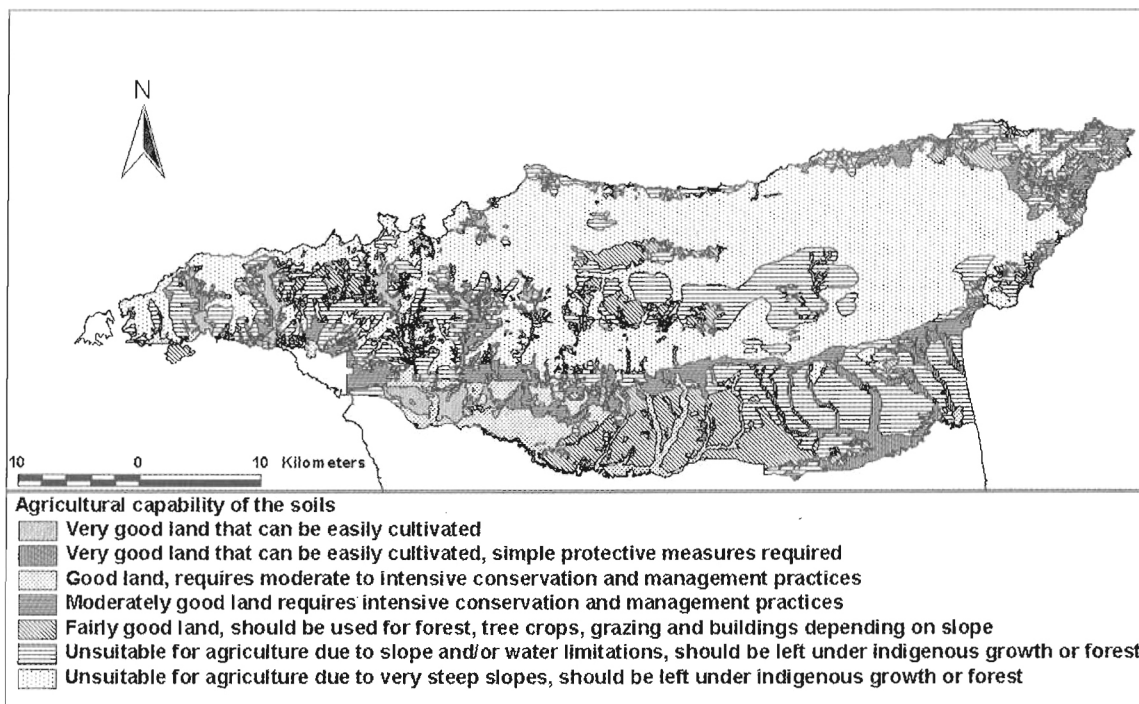 N
10 0 10 Kilometers
Agricultural capability of the soils
Very good land that can be easily cultivated
Very good land that can be easily cultivated, simple protective measures required
Good land, requires moderate to intensive conservation and management practices
Moderately good land requires intensive conservation and management practices
Fairly good land, should be used for forest, tree crops, grazing and buildings depending on slope
Unsuitable for agriculture due to slope and/or water limitations, should be left under indigenous growth or forest
Unsuitable for agriculture due to very steep slopes, should be left under indigenous growth or forest